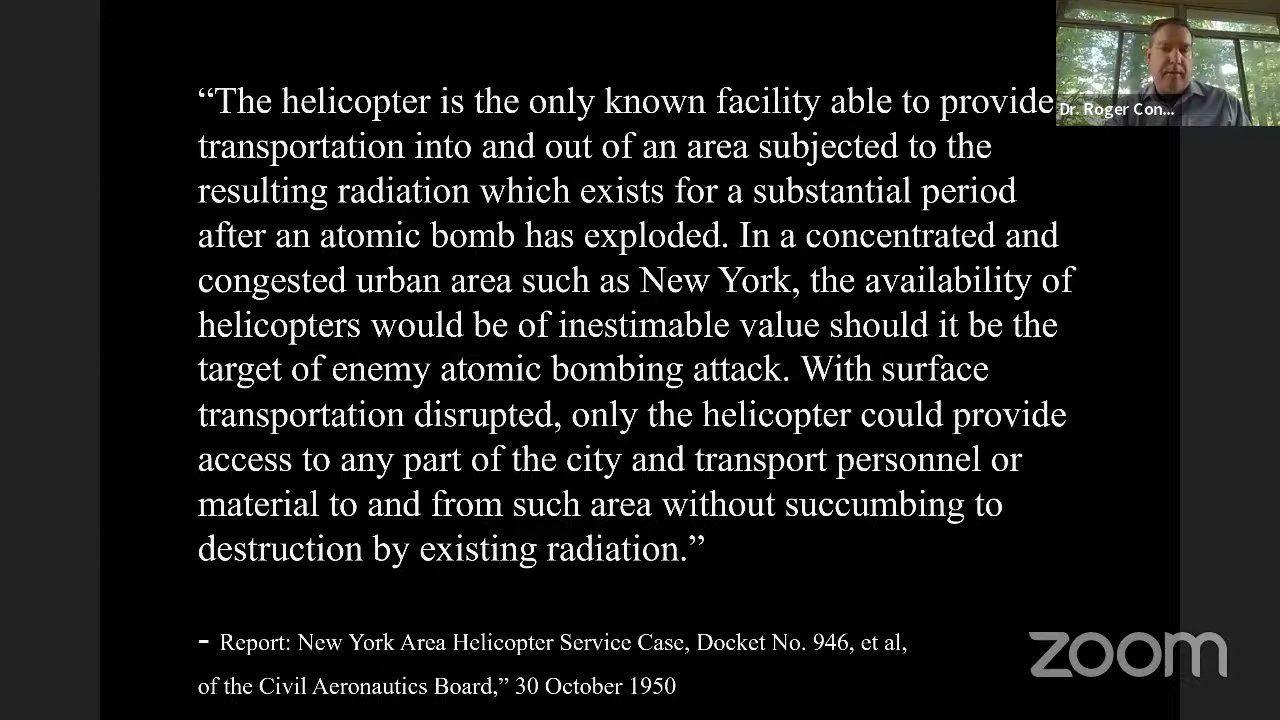 “The helicopter is the only known facility able to provide
transportation into and out of an area subjected to the
resulting radiation which exists for a substantial period
after an atomic bomb has exploded. In a concentrated and
congested urban area such as New York, the availability of
helicopters would be of inestimable value should it be the
target of enemy atomic bombing attack. With surface
transportation disrupted, only the helicopter could provide
access to any part of the city and transport personnel or
material to and from such area without succumbing to
destruction by existing radiation.”
- Report: New York Area Helicopter Service Case, Docket No. 946, et al,
of the Civil Aeronautics Board,” 30 October 1950
Dr. Roger Con...
zoom